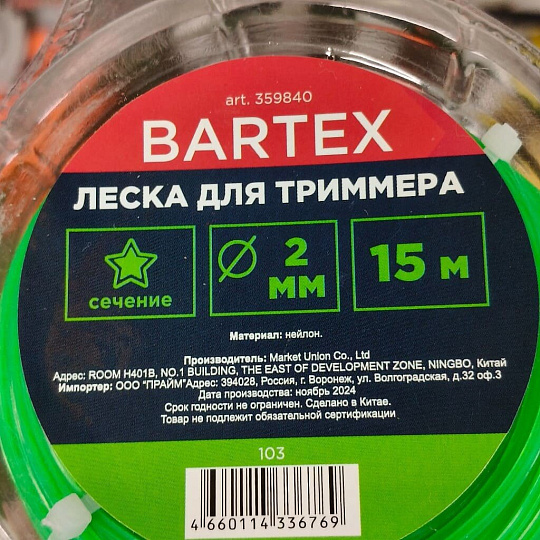 art. 359840
BARTEX
ЛЕСКА ДЛЯ ТРИММЕРА
сечение
2 ММ
15 м
Материал: нейлон.
Производитель: Market Union Co., Ltd
Адрес: ROOM H401B, NO.1 BUILDING, THE EAST OF DEVELOPMENT ZONE, NINGBO, Китай
Импортер: ООО "ПРАЙМ"Адрес: 394028, Россия, г. Воронеж, ул. Волгоградская, д.32 оф.3
Дата производства: ноябрь 2024
Срок годности не ограничен. Сделано в Китае.
Товар не подлежит обязательной сертификации
103
4 660114 336769